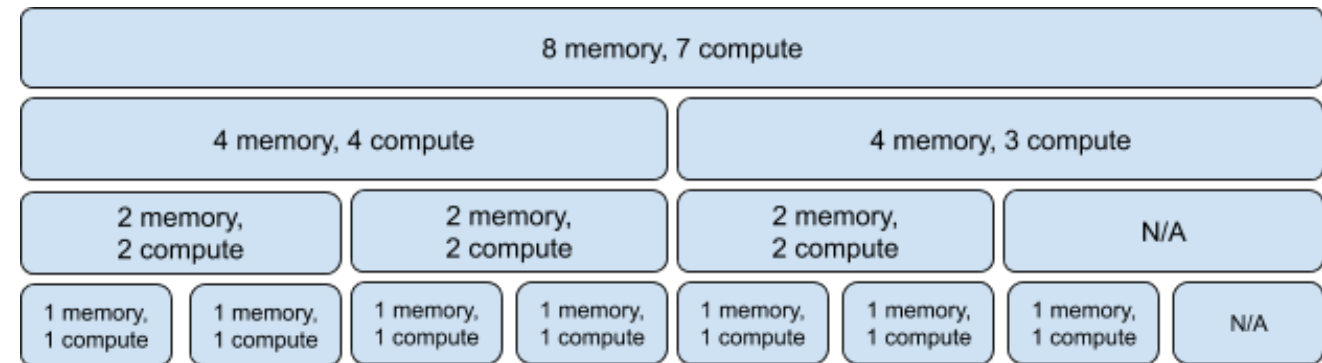 8 memory, 7 compute
4 memory, 4 compute
4 memory, 3 compute
2 memory,
2 compute
2 memory,
2 compute
2 memory,
2 compute
N/A
1 memory,
1 compute
1 memory,
1 compute
1 memory,
1 compute
1 memory,
1 compute
1 memory,
1 compute
1 memory,
1 compute
1 memory,
1 compute
N/A